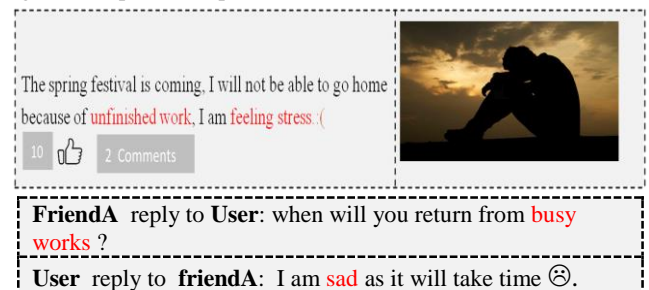 The spring festival is coming, I will not be able to go home
because of unfinished work, I am feeling stress.:(
10 2 Comments
FriendA reply to User: when will you return from busy
works ?
User reply to friendA: I am sad as it will take time ☹.